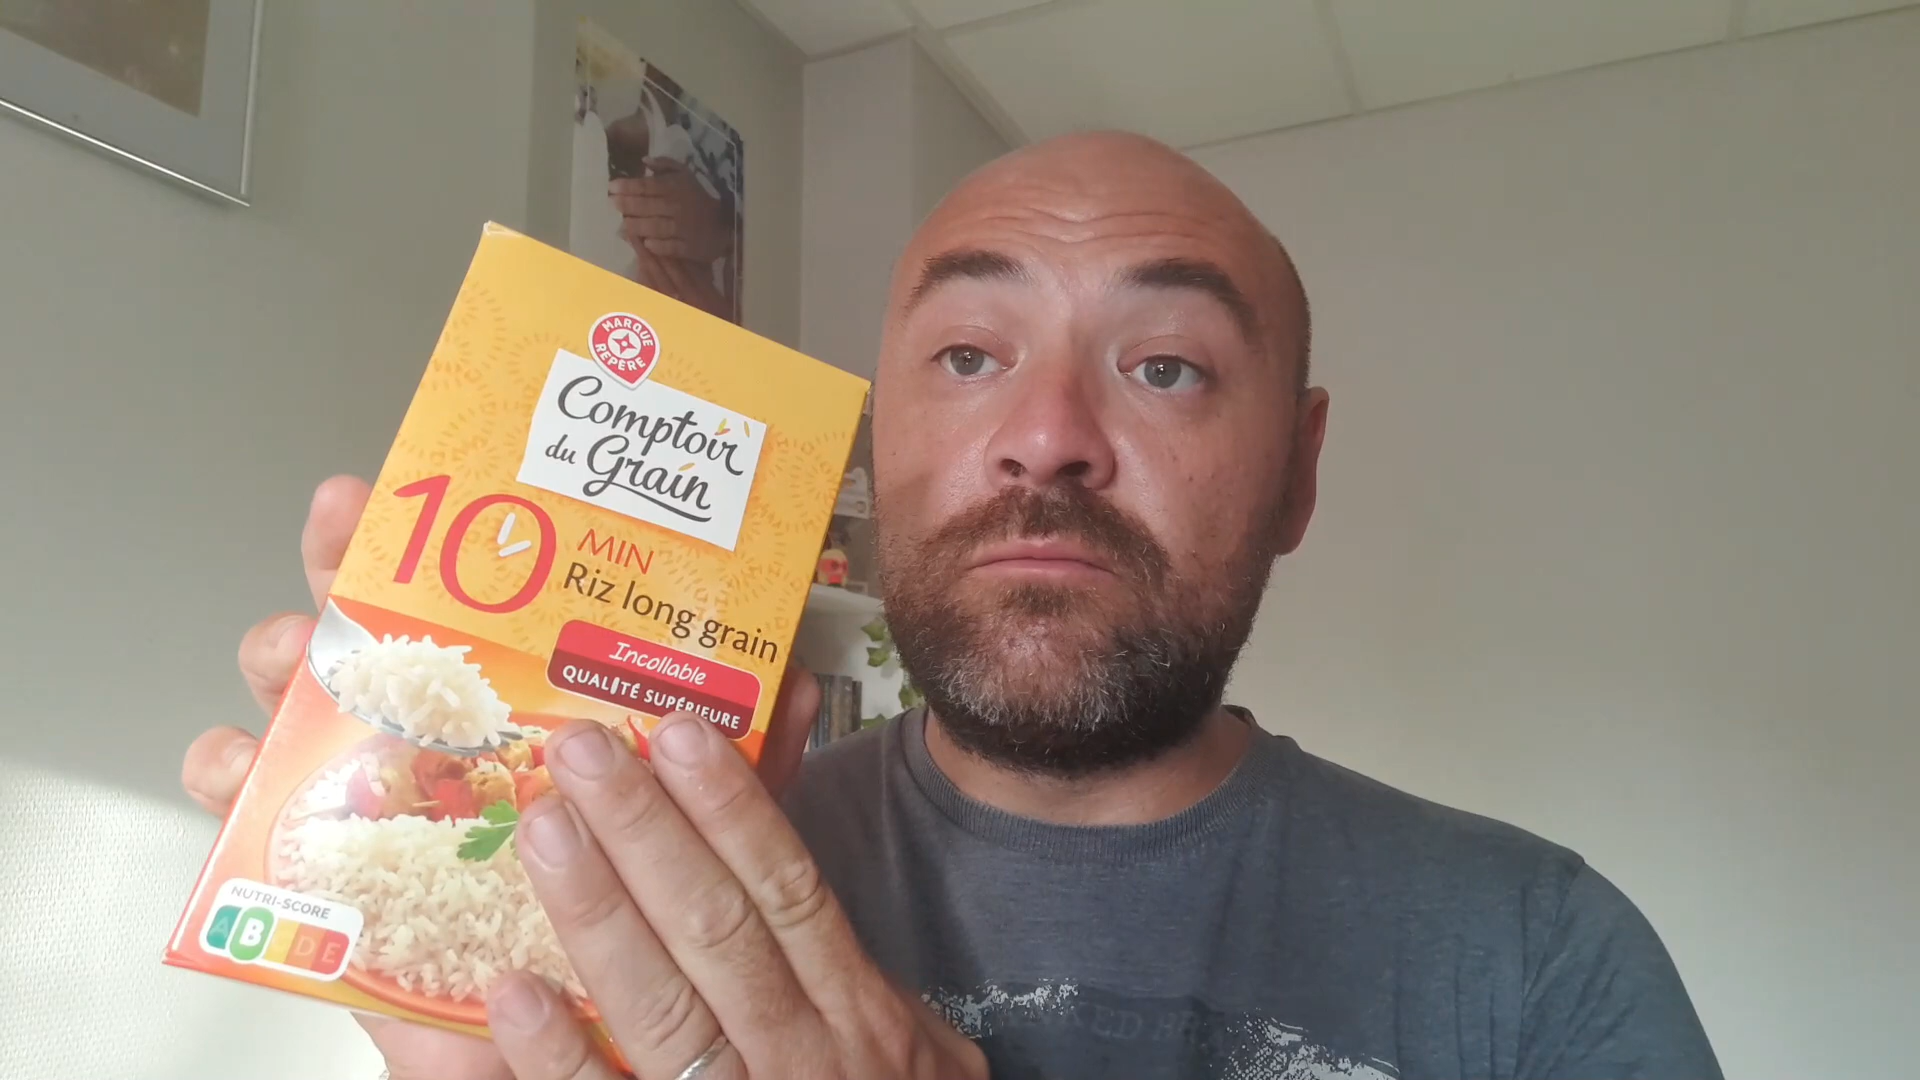 MARQUE
REPÈRE
Comptoir
du Grain
10 MIN
Riz long grain
Incollable
QUALITÉ SUPÉRIEURE
NUTRI-SCORE
A B C D E